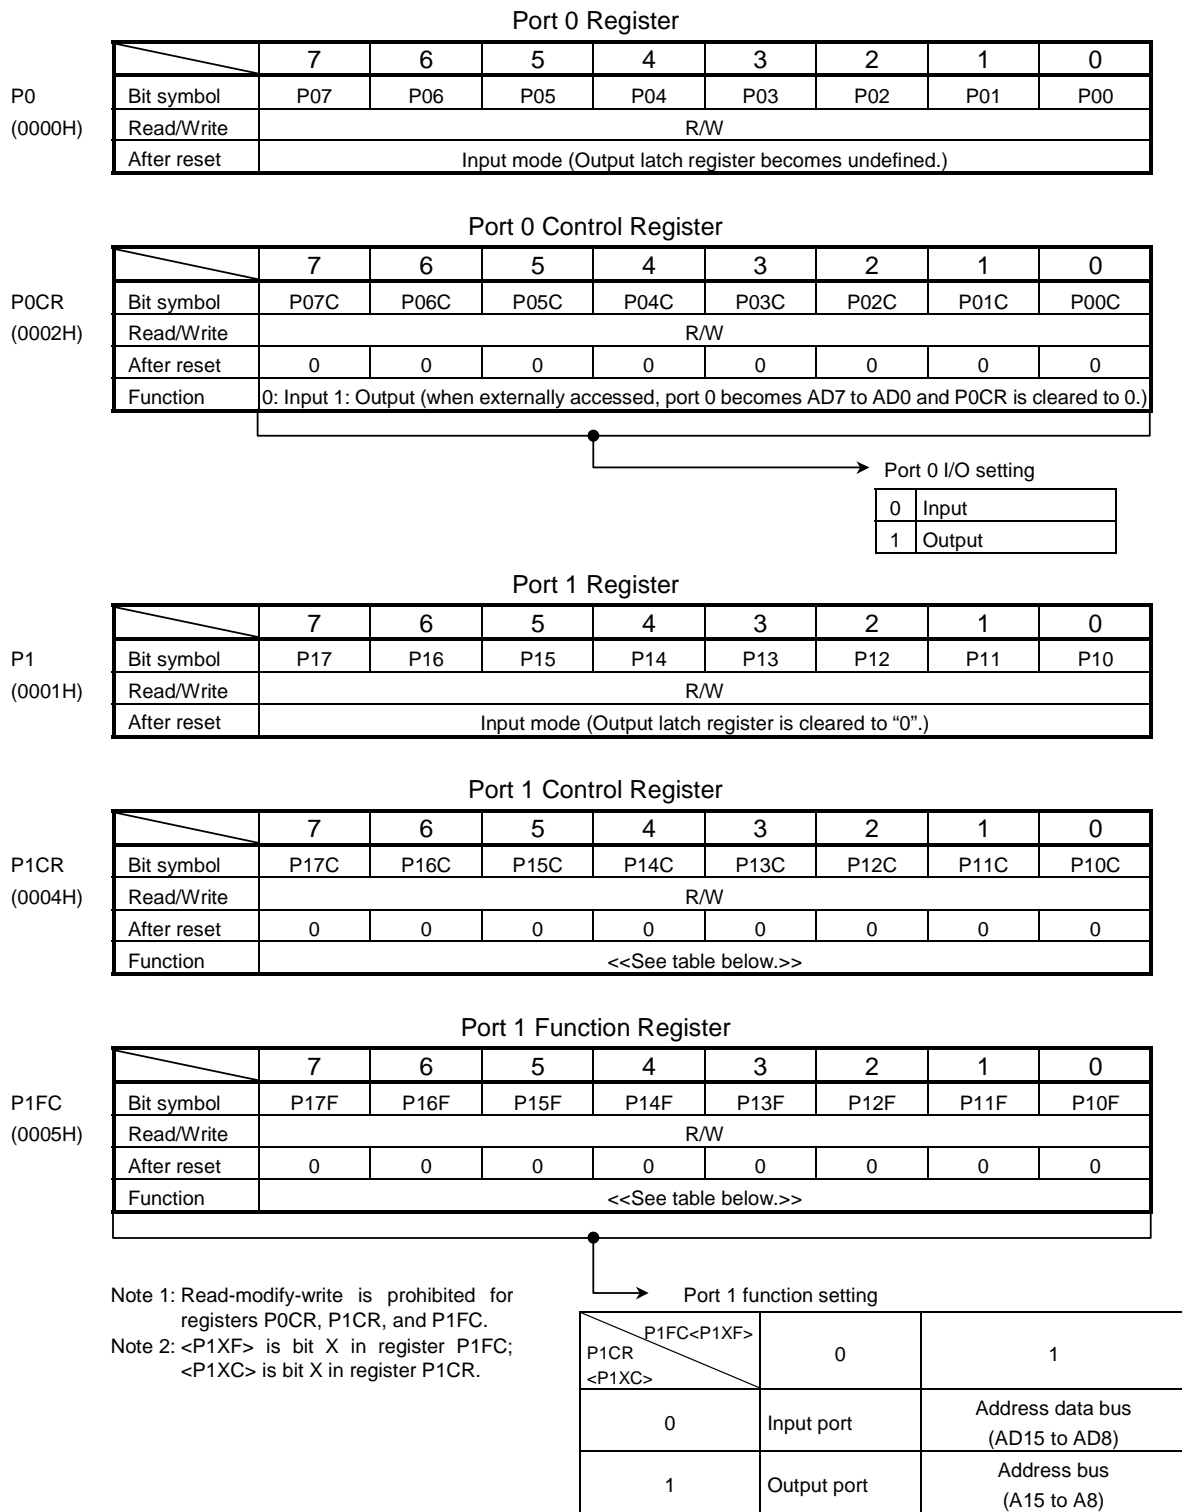 Port 0 Register
7 6 5 4 3 2 1 0
P0 Bit symbol P07 P06 P05 P04 P03 P02 P01 P00
(0000H) Read/Write R/W
After reset Input mode (Output latch register becomes undefined.)
Port 0 Control Register
7 6 5 4 3 2 1 0
P0CR Bit symbol P07C P06C P05C P04C P03C P02C P01C P00C
(0002H) Read/Write R/W
After reset 0 0 0 0 0 0 0 0
Function 0: Input 1: Output (when externally accessed, port 0 becomes AD7 to AD0 and P0CR is cleared to 0.)
Port 0 I/O setting
0 Input
1 Output
Port 1 Register
7 6 5 4 3 2 1 0
P1 Bit symbol P17 P16 P15 P14 P13 P12 P11 P10
(0001H) Read/Write R/W
After reset Input mode (Output latch register is cleared to “0”.)
Port 1 Control Register
7 6 5 4 3 2 1 0
P1CR Bit symbol P17C P16C P15C P14C P13C P12C P11C P10C
(0004H) Read/Write R/W
After reset 0 0 0 0 0 0 0 0
Function <<See table below.>>
Port 1 Function Register
7 6 5 4 3 2 1 0
P1FC Bit symbol P17F P16F P15F P14F P13F P12F P11F P10F
(0005H) Read/Write R/W
After reset 0 0 0 0 0 0 0 0
Function <<See table below.>>
Note 1: Read-modify-write is prohibited for
registers P0CR, P1CR, and P1FC.
Note 2: <P1XF> is bit X in register P1FC;
<P1XC> is bit X in register P1CR.
Port 1 function setting
P1FC<P1XF>
P1CR
<P1XC>
0 1
0 Input port Address data bus
(AD15 to AD8)
1 Output port Address bus
(A15 to A8)